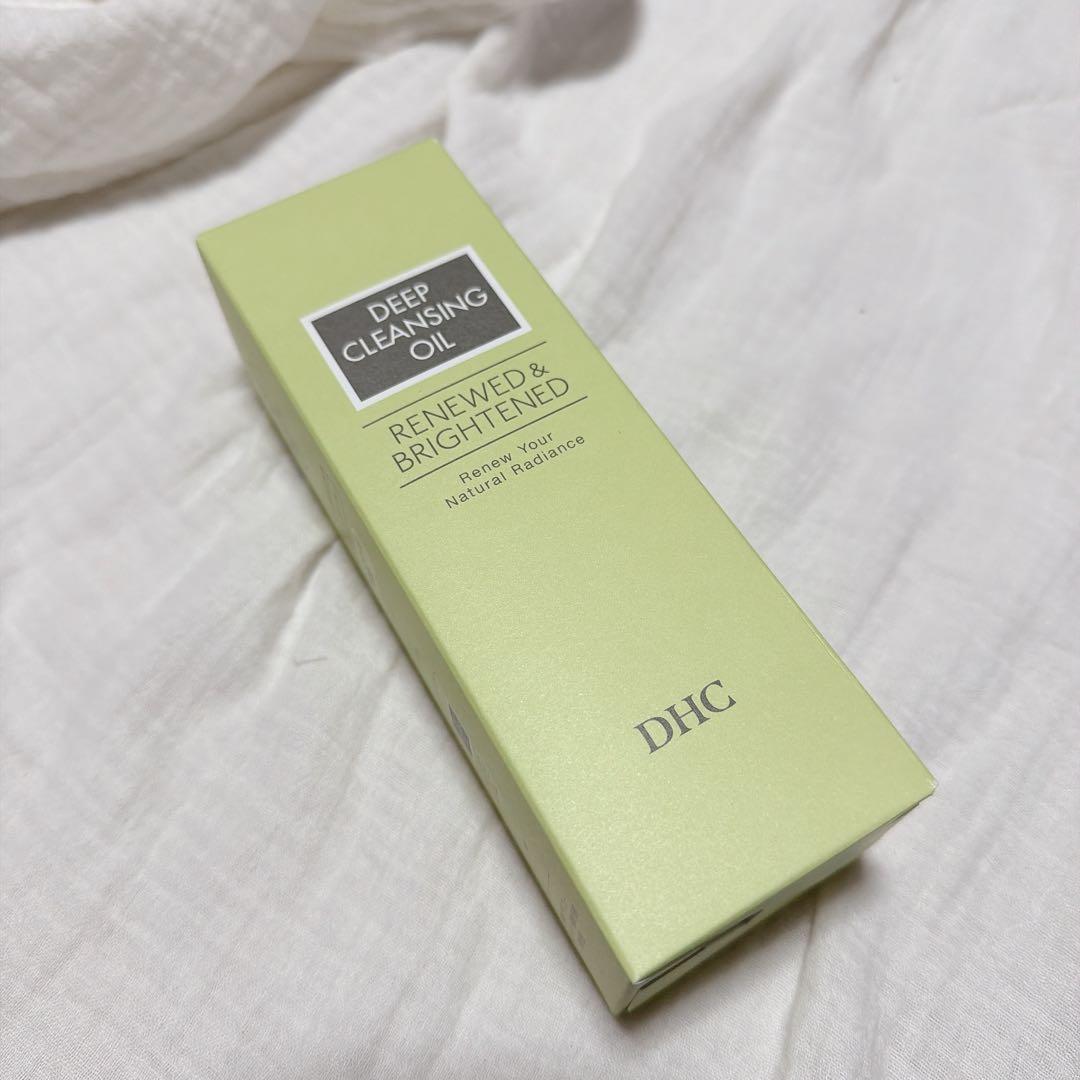 DEEP
CLEANSING
OIL
RENEWED &
BRIGHTENED
Renew Your
Natural Radiance
DHC